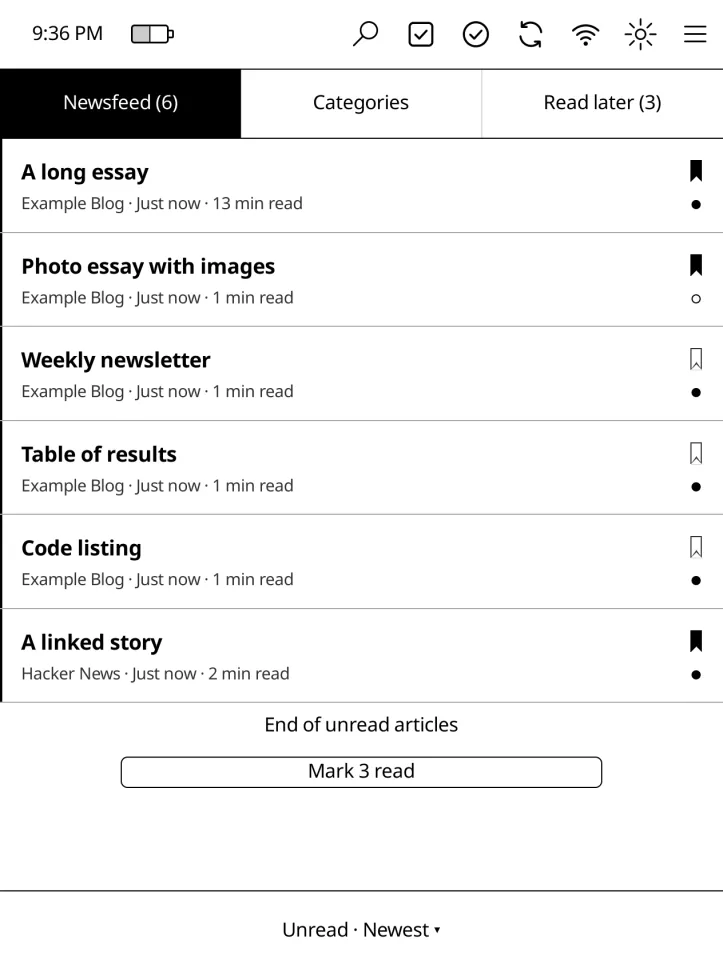 9:36 PM
Newsfeed (6)
Categories
Read later (3)
A long essay
Example Blog · Just now · 13 min read
Photo essay with images
Example Blog · Just now · 1 min read
Weekly newsletter
Example Blog · Just now · 1 min read
Table of results
Example Blog · Just now · 1 min read
Code listing
Example Blog · Just now · 1 min read
A linked story
Hacker News · Just now · 2 min read
End of unread articles
Mark 3 read
Unread · Newest ▾